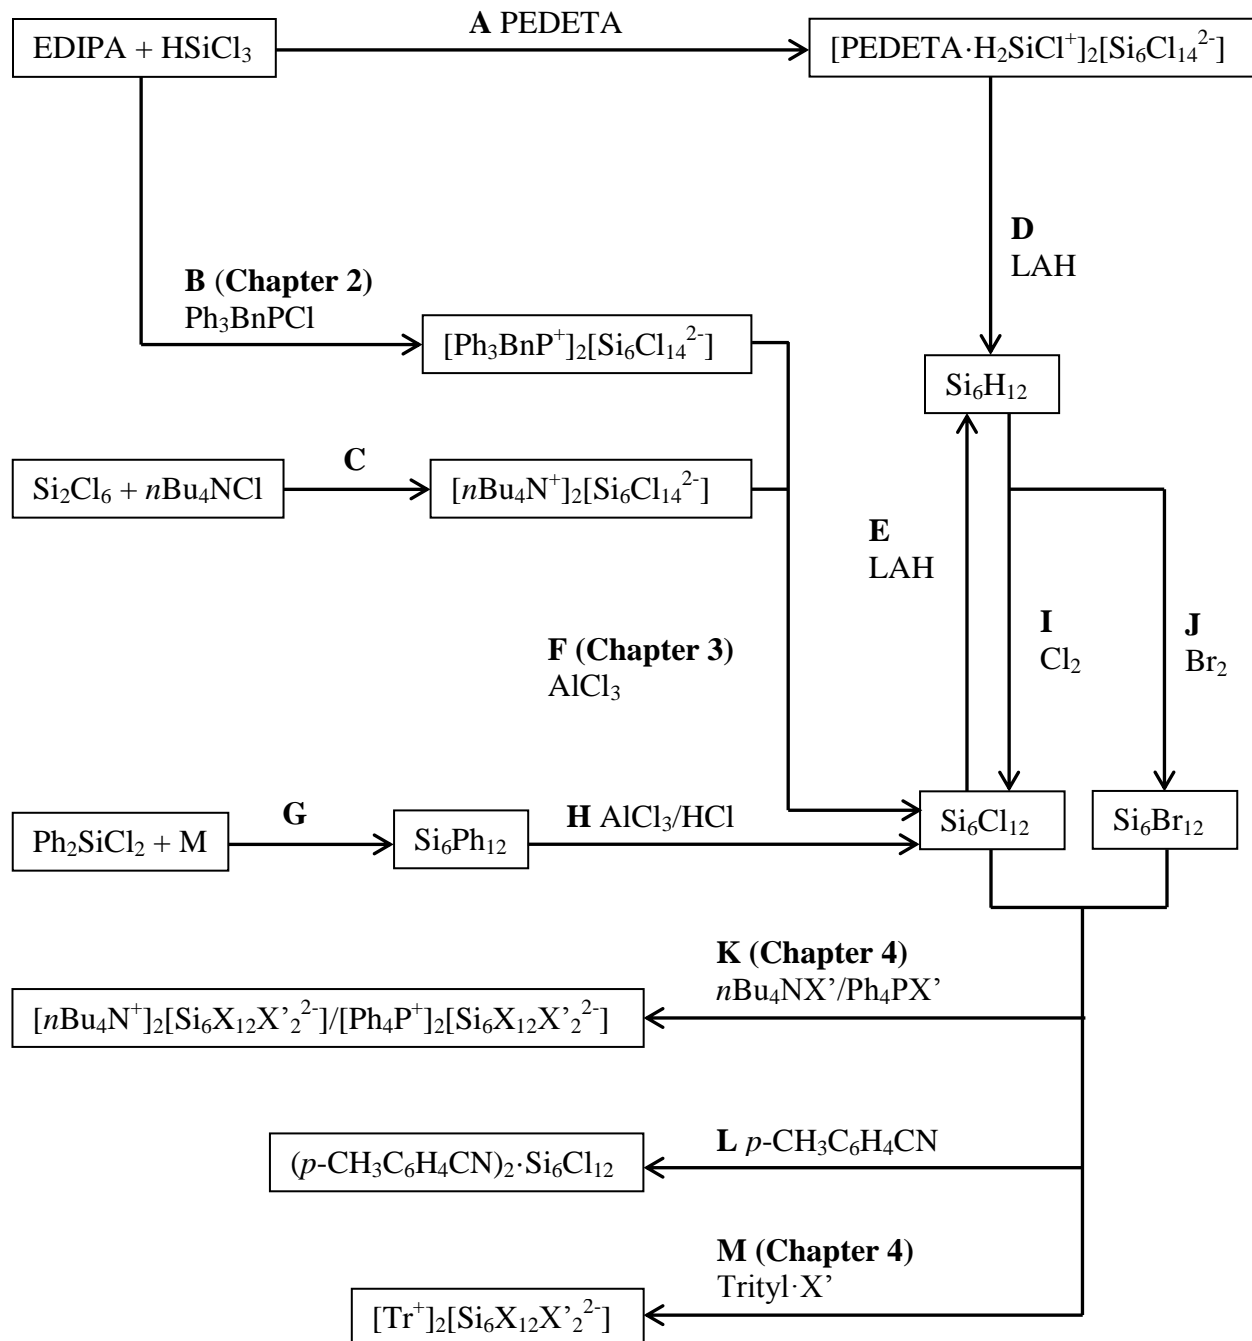 A PEDETA
EDIPA + HSiCl₃
[PEDETA·H₂SiCl⁺]₂[Si₆Cl₁₄²⁻]
D
LAH
B (Chapter 2)
Ph₃BnPCl
[Ph₃BnP⁺]₂[Si₆Cl₁₄²⁻]
Si₆H₁₂
C
Si₂Cl₆ + nBu₄NCl
[nBu₄N⁺]₂[Si₆Cl₁₄²⁻]
E
LAH
F (Chapter 3)
AlCl₃
I
Cl₂
J
Br₂
G
H AlCl₃/HCl
Ph₂SiCl₂ + M
Si₆Ph₁₂
Si₆Cl₁₂
Si₆Br₁₂
K (Chapter 4)
nBu₄NX’/Ph₄PX’
[nBu₄N⁺]₂[Si₆X₁₂X’₂²⁻]/[Ph₄P⁺]₂[Si₆X₁₂X’₂²⁻]
L p-CH₃C₆H₄CN
(p-CH₃C₆H₄CN)₂·Si₆Cl₁₂
M (Chapter 4)
Trityl·X’
[Tr⁺]₂[Si₆X₁₂X’₂²⁻]